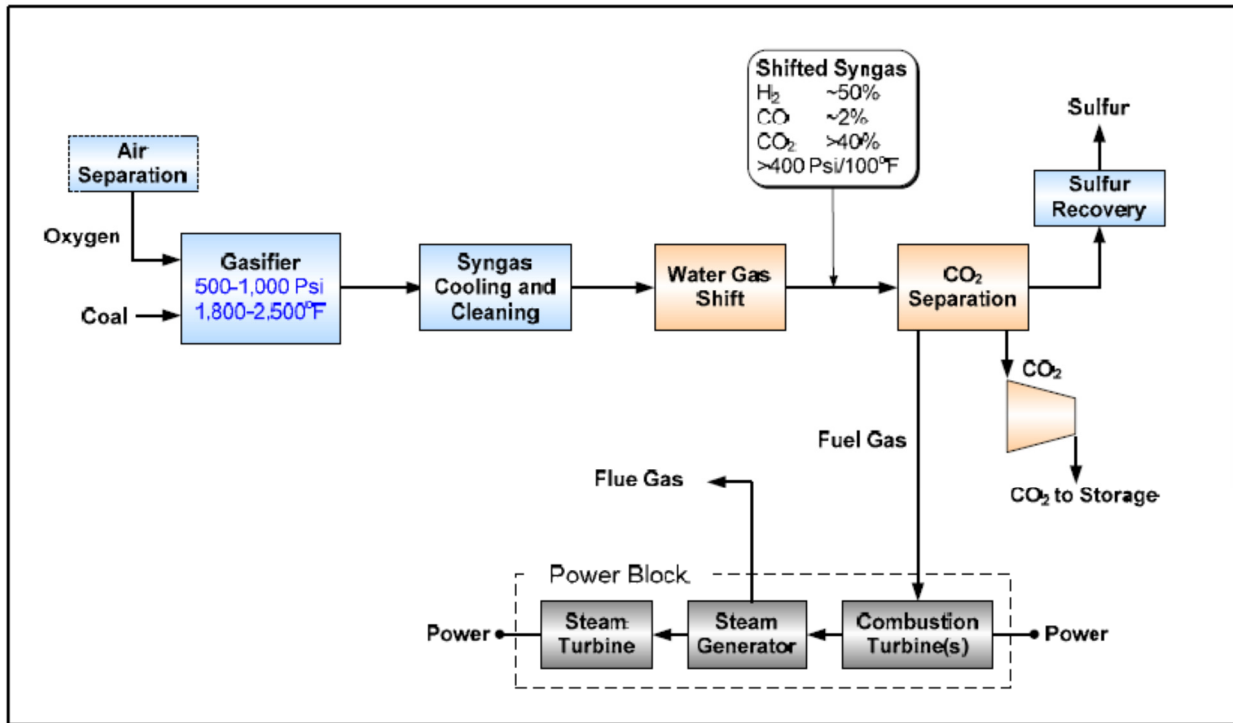 Shifted Syngas
H₂ ~50%
CO ~2%
CO₂ >40%
>400 Psi/100°F
Sulfur
Air
Separation
Sulfur
Recovery
Oxygen
Gasifier
500-1,000 Psi
1,800-2,500°F
Syngas
Cooling and
Cleaning
Water Gas
Shift
CO₂
Separation
Coal
CO₂
Fuel Gas
Flue Gas
CO₂ to Storage
Power Block
Power
Steam
Turbine
Steam
Generator
Combustion
Turbine(s)
Power